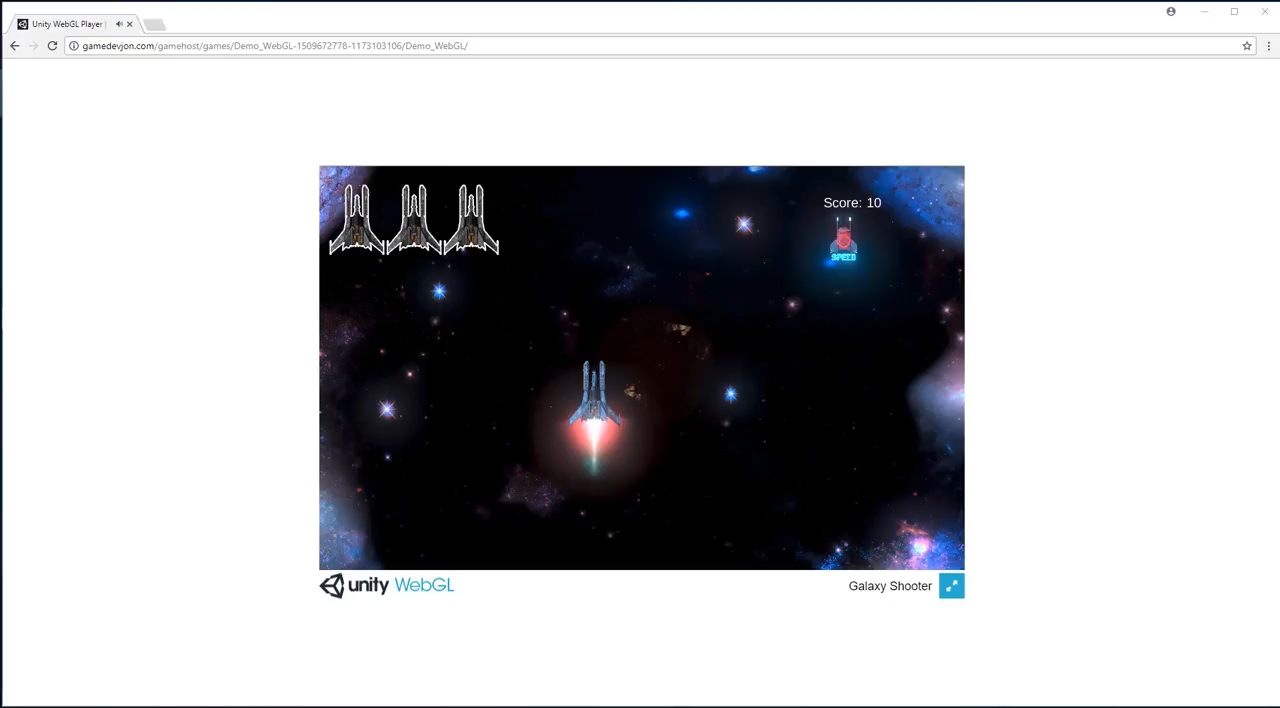 Unity WebGL Player |
gamedevjon.com/gamehost/games/Demo_WebGL-1509672778-1173103106/Demo_WebGL/
Score: 10
SPEED
unity WebGL
Galaxy Shooter